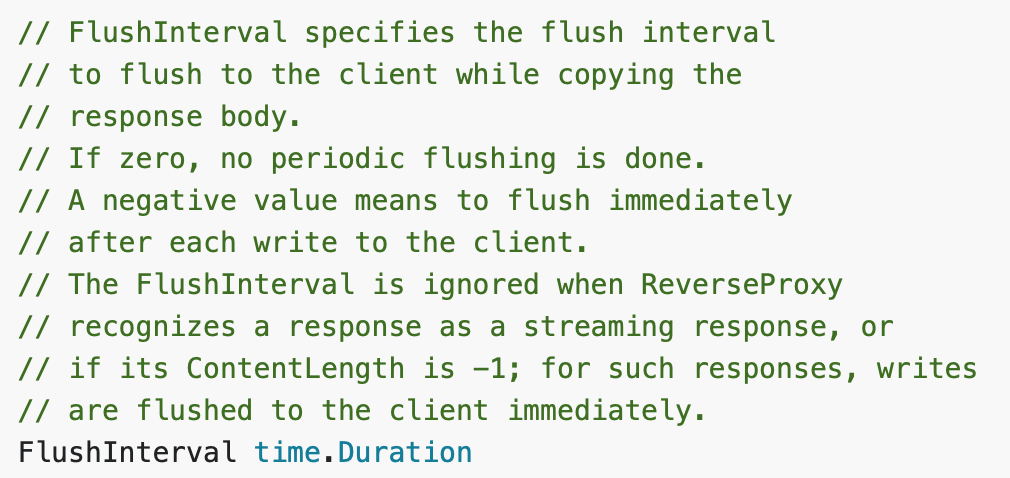 // FlushInterval specifies the flush interval
// to flush to the client while copying the
// response body.
// If zero, no periodic flushing is done.
// A negative value means to flush immediately
// after each write to the client.
// The FlushInterval is ignored when ReverseProxy
// recognizes a response as a streaming response, or
// if its ContentLength is -1; for such responses, writes
// are flushed to the client immediately.
FlushInterval time.Duration